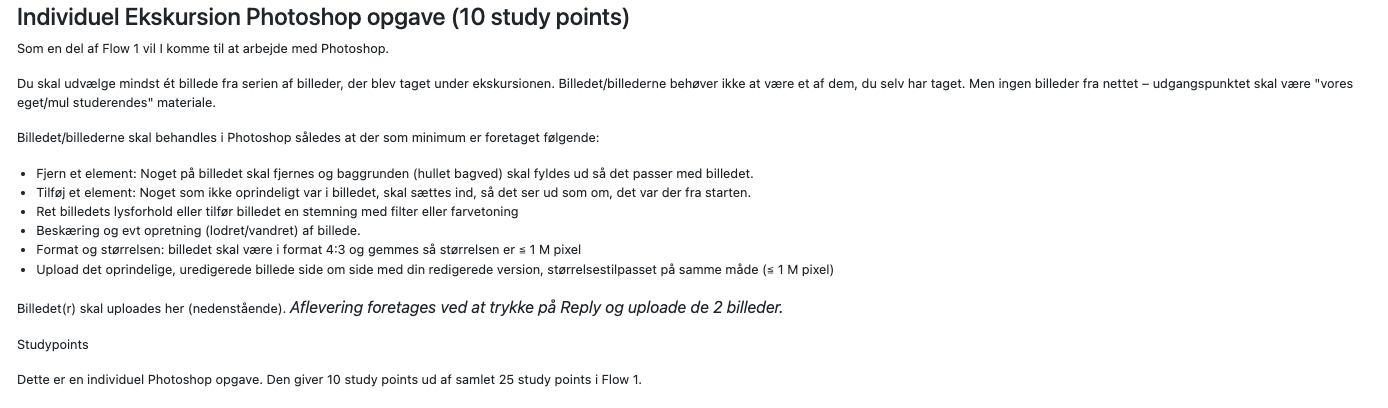 Individuel Ekskursion Photoshop opgave (10 study points)
Som en del af Flow 1 vil I komme til at arbejde med Photoshop.
Du skal udvælge mindst ét billede fra serien af billeder, der blev taget under ekskursionen. Billedet/billederne behøver ikke at være et af dem, du selv har taget. Men ingen billeder fra nettet – udgangspunktet skal være "vores
eget/mul studerendes" materiale.
Billedet/billederne skal behandles i Photoshop således at der som minimum er foretaget følgende:
• Fjern et element: Noget på billedet skal fjernes og baggrunden (hullet bagved) skal fyldes ud så det passer med billedet.
• Tilføj et element: Noget som ikke oprindeligt var i billedet, skal sættes ind, så det ser ud som om, det var der fra starten.
• Ret billedets lysforhold eller tilfør billedet en stemning med filter eller farvetoning
• Beskæring og evt opretning (lodret/vandret) af billede.
• Format og størrelsen: billedet skal være i format 4:3 og gemmes så størrelsen er ≦ 1 M pixel
• Upload det oprindelige, uredigerede billede side om side med din redigerede version, størrelsestilpasset på samme måde (≦ 1 M pixel)
Billedet(r) skal uploades her (nedenstående). Aflevering foretages ved at trykke på Reply og uploade de 2 billeder.
Studypoints
Dette er en individuel Photoshop opgave. Den giver 10 study points ud af samlet 25 study points i Flow 1.